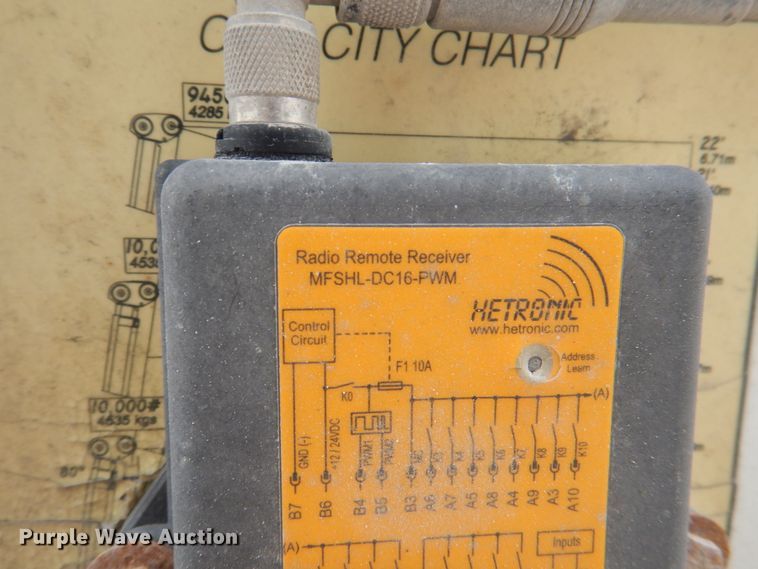 C CITY CHART
945
4285
22'
6.71m
21'
10,0
453
10,000#
4535 kgs
80°
Radio Remote Receiver
MFSHL-DC16-PWM
HETRONIC
www.hetronic.com
Control
Circuit
Address
Learn
F1 10A
K0
(A)
GND (-)
+12 / 24VDC
PWM1
PWM2
K3
K4
K5
K6
K7
K8
K9
K10
B7
B6
B4
B5
B3
A6
A7
A5
A8
A4
A9
A3
A10
(A)
Inputs
Purple Wave Auction